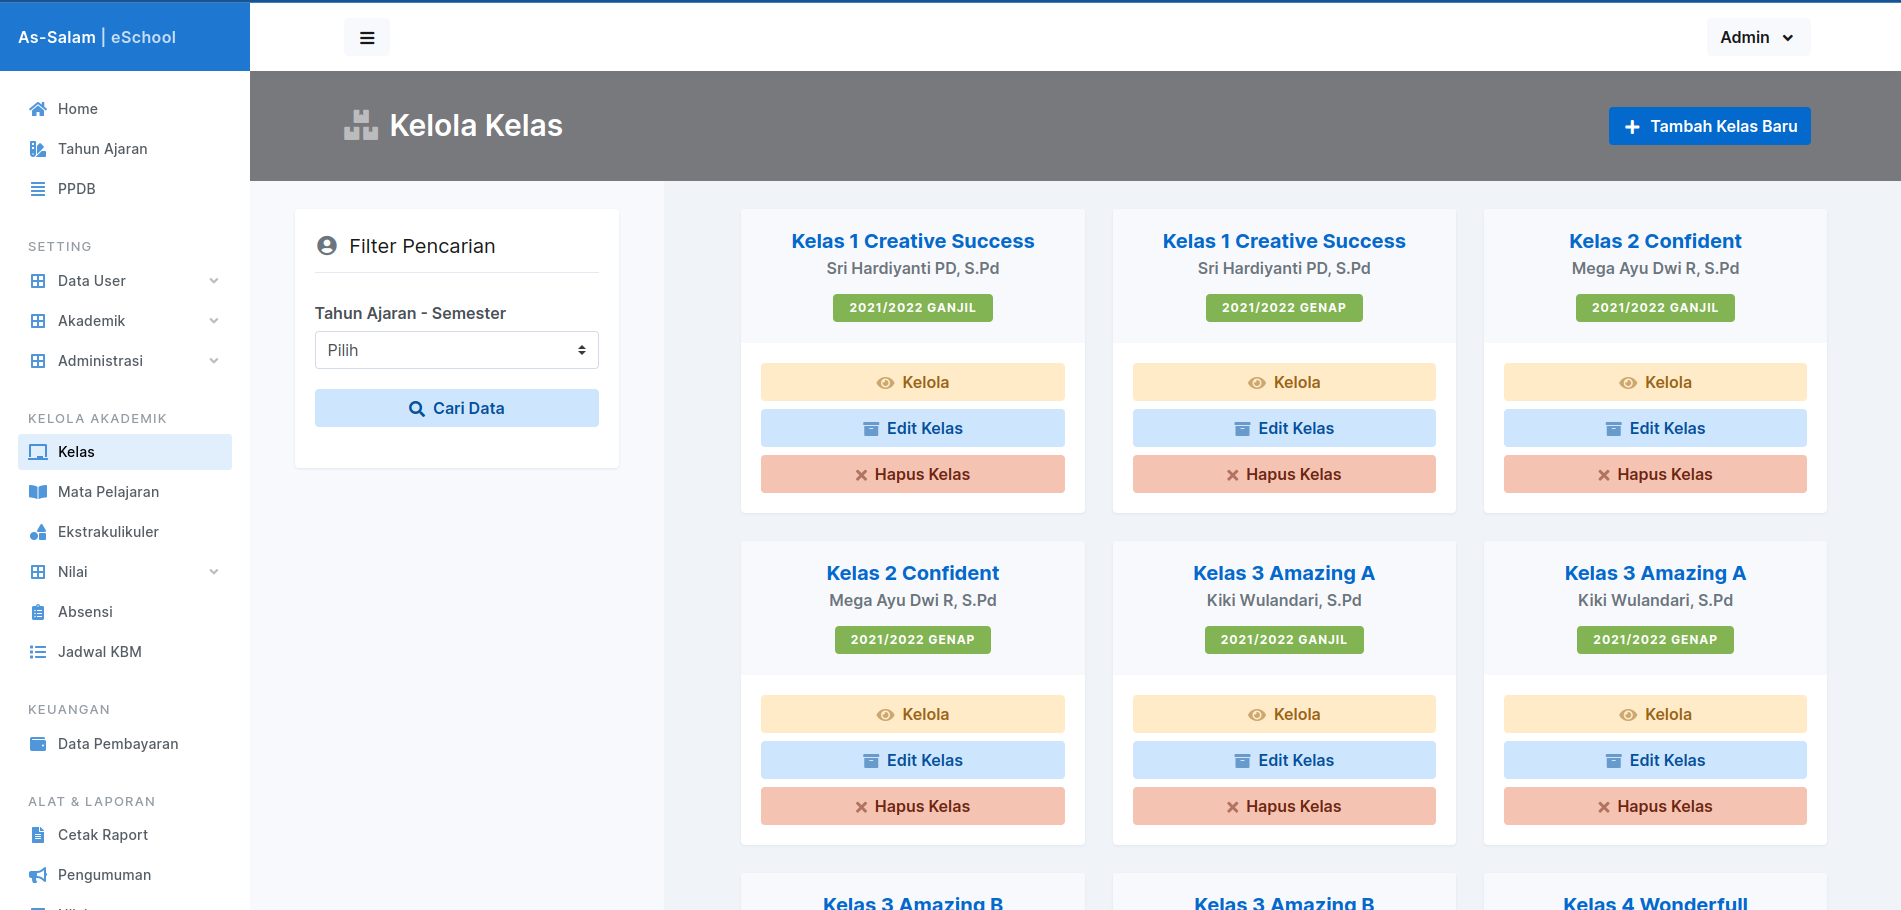 As-Salam | eSchool
Admin
Home
Tahun Ajaran
PPDB
SETTING
Data User
Akademik
Administrasi
KELOLA AKADEMIK
Kelas
Mata Pelajaran
Ekstrakulikuler
Nilai
Absensi
Jadwal KBM
KEUANGAN
Data Pembayaran
ALAT & LAPORAN
Cetak Raport
Pengumuman
Kelola Kelas
Tambah Kelas Baru
Filter Pencarian
Tahun Ajaran - Semester
Pilih
Cari Data
Kelas 1 Creative Success
Sri Hardiyanti PD, S.Pd
2021/2022 GANJIL
Kelola
Edit Kelas
Hapus Kelas
Kelas 1 Creative Success
Sri Hardiyanti PD, S.Pd
2021/2022 GENAP
Kelola
Edit Kelas
Hapus Kelas
Kelas 2 Confident
Mega Ayu Dwi R, S.Pd
2021/2022 GANJIL
Kelola
Edit Kelas
Hapus Kelas
Kelas 2 Confident
Mega Ayu Dwi R, S.Pd
2021/2022 GENAP
Kelola
Edit Kelas
Hapus Kelas
Kelas 3 Amazing A
Kiki Wulandari, S.Pd
2021/2022 GANJIL
Kelola
Edit Kelas
Hapus Kelas
Kelas 3 Amazing A
Kiki Wulandari, S.Pd
2021/2022 GENAP
Kelola
Edit Kelas
Hapus Kelas
Kelas 3 Amazing B
Kelas 3 Amazing B
Kelas 4 Wonderfull